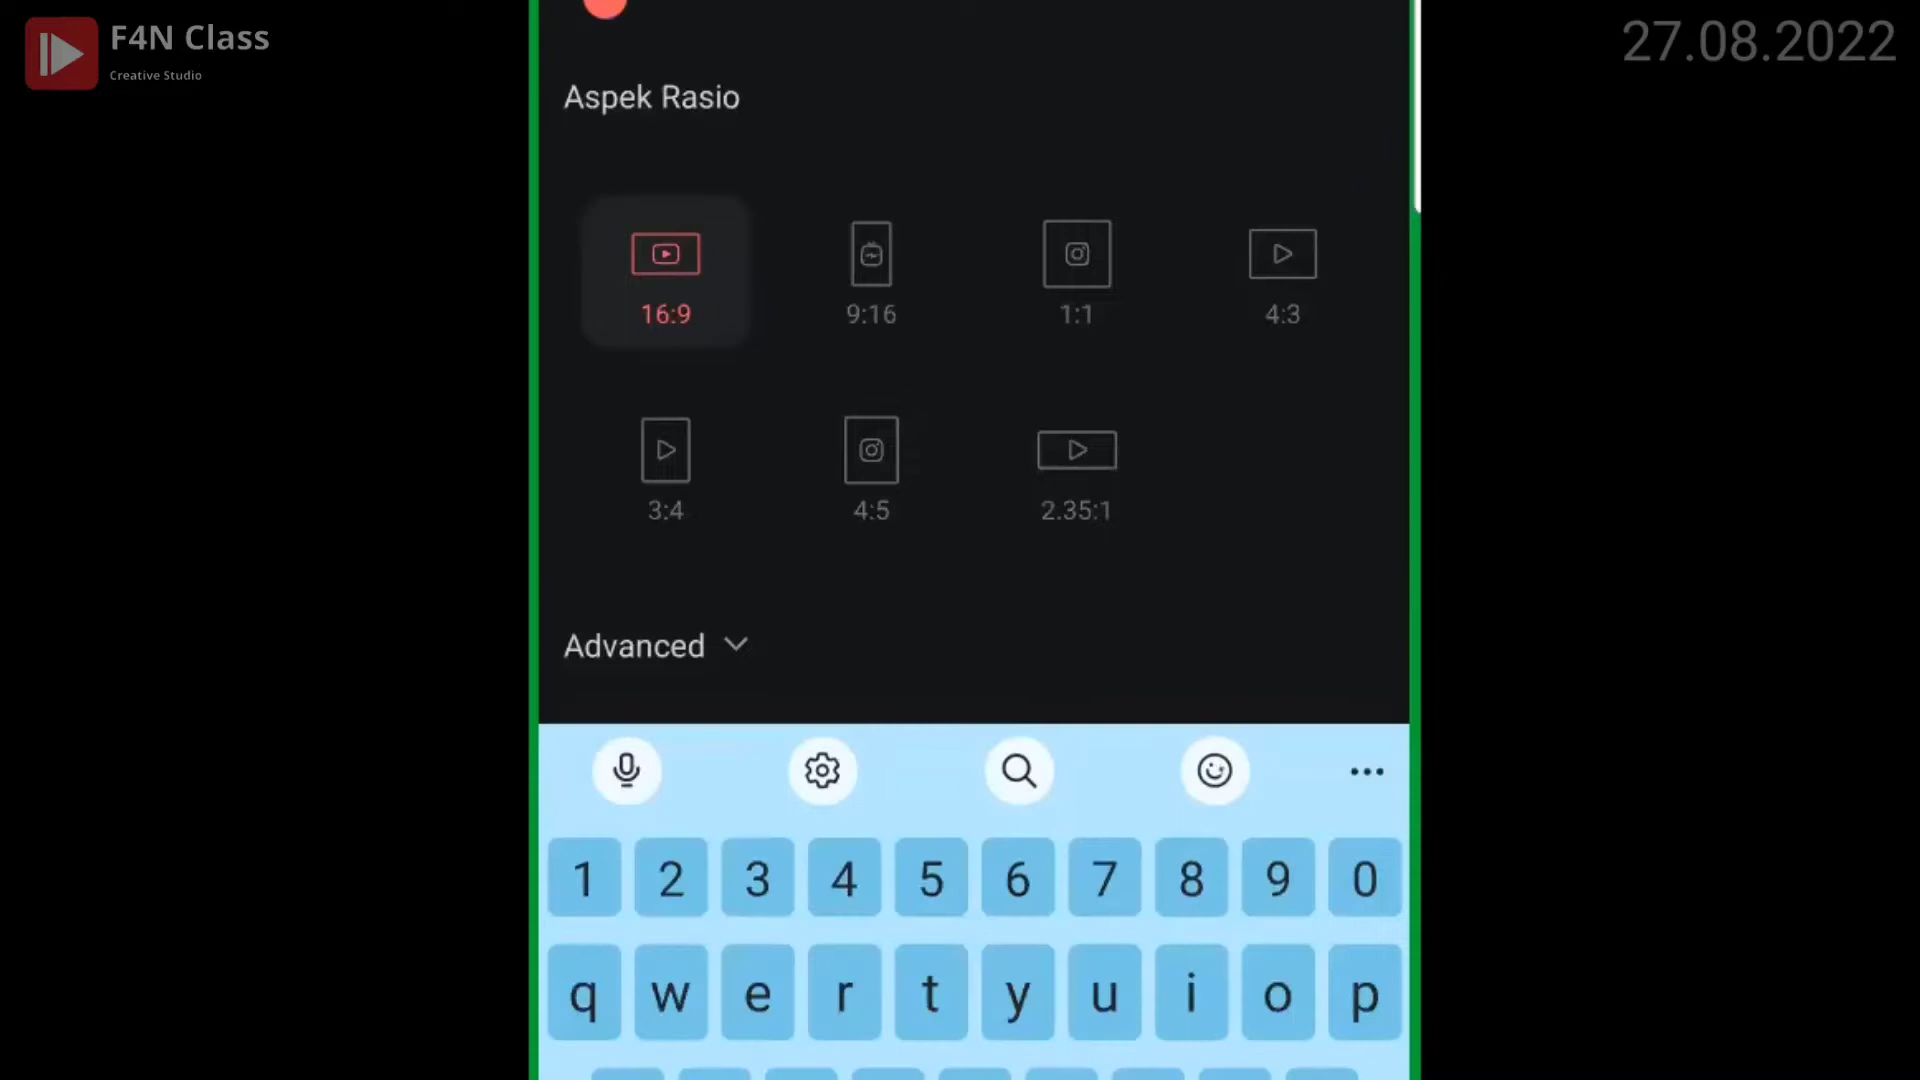 F4N Class
Creative Studio
27.08.2022
Aspek Rasio
16:9 9:16 1:1 4:3
3:4 4:5 2.35:1
Advanced
1 2 3 4 5 6 7 8 9 0
q w e r t y u i o p